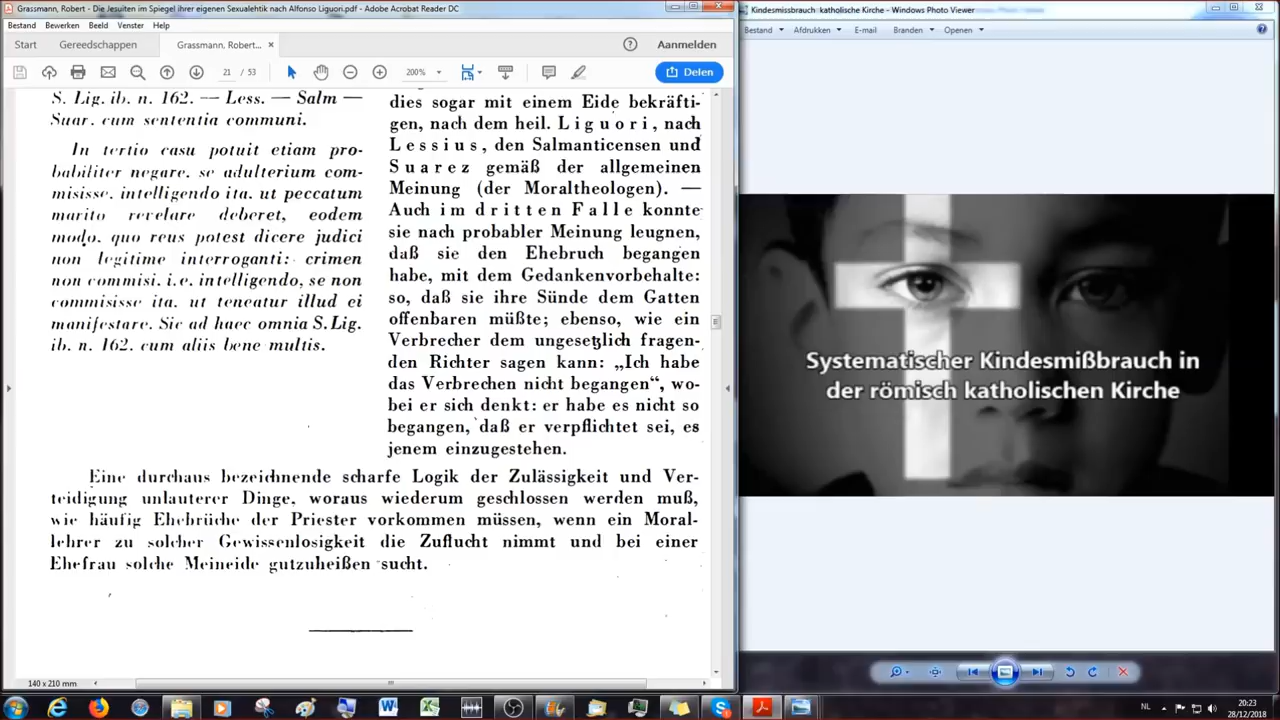 Grassmann, Robert - Die Jesuiten im Spiegel ihrer eigenen Sexualethik nach Alfonso Liguori.pdf - Adobe Acrobat Reader DC
Bestand Bewerken Beeld Venster Help
Start Gereedschappen Grassmann, Robert... × Aanmelden
21 / 53 200% Delen
S. Lig. ib. n. 162. — Less. — Salm —
Suar. cum sententia communi.
In tertio casu potuit etiam pro-
babiliter negare. se adulterium com-
misisse. intelligendo ita. ut peccatum
marito revelare deberet, eodem
modo. quo reus potest dicere judici
non legitime interroganti: crimen
non commisi. i.e. intelligendo, se non
commisisse ita. ut teneatur illud ei
manifestare. Sic ad haec omnia S. Lig.
ib. n. 162. cum aliis bene multis.
dies sogar mit einem Eide bekräfti-
gen, nach dem heil. Liguori, nach
Lessius, den Salmanticensen und
Suarez gemäß der allgemeinen
Meinung (der Moraltheologen). —
Auch im dritten Falle konnte
sie nach probabler Meinung leugnen,
daß sie den Ehebruch begangen
habe, mit dem Gedankenvorbehalte:
so, daß sie ihre Sünde dem Gatten
offenbaren müßte; ebenso, wie ein
Verbrecher dem ungesetzlich fragen-
den Richter sagen kann: „Ich habe
das Verbrechen nicht begangen“, wo-
bei er sich denkt: er habe es nicht so
begangen, daß er verpflichtet sei, es
jenem einzugestehen.
Eine durchaus bezeichnende scharfe Logik der Zulässigkeit und Ver-
teidigung unlauterer Dinge, woraus wiederum geschlossen werden muß,
wie häufig Ehebrüche der Priester vorkommen müssen, wenn ein Moral-
lehrer zu solcher Gewissenlosigkeit die Zuflucht nimmt und bei einer
Ehefrau solche Meineide gutzuheißen sucht.
140 x 210 mm
Kindesmissbrauch katholische Kirche - Windows Photo Viewer
Bestand Afdrukken E-mail Branden Openen
Systematischer Kindesmißbrauch in
der römisch katholischen Kirche
NL 20:23
28/12/2018